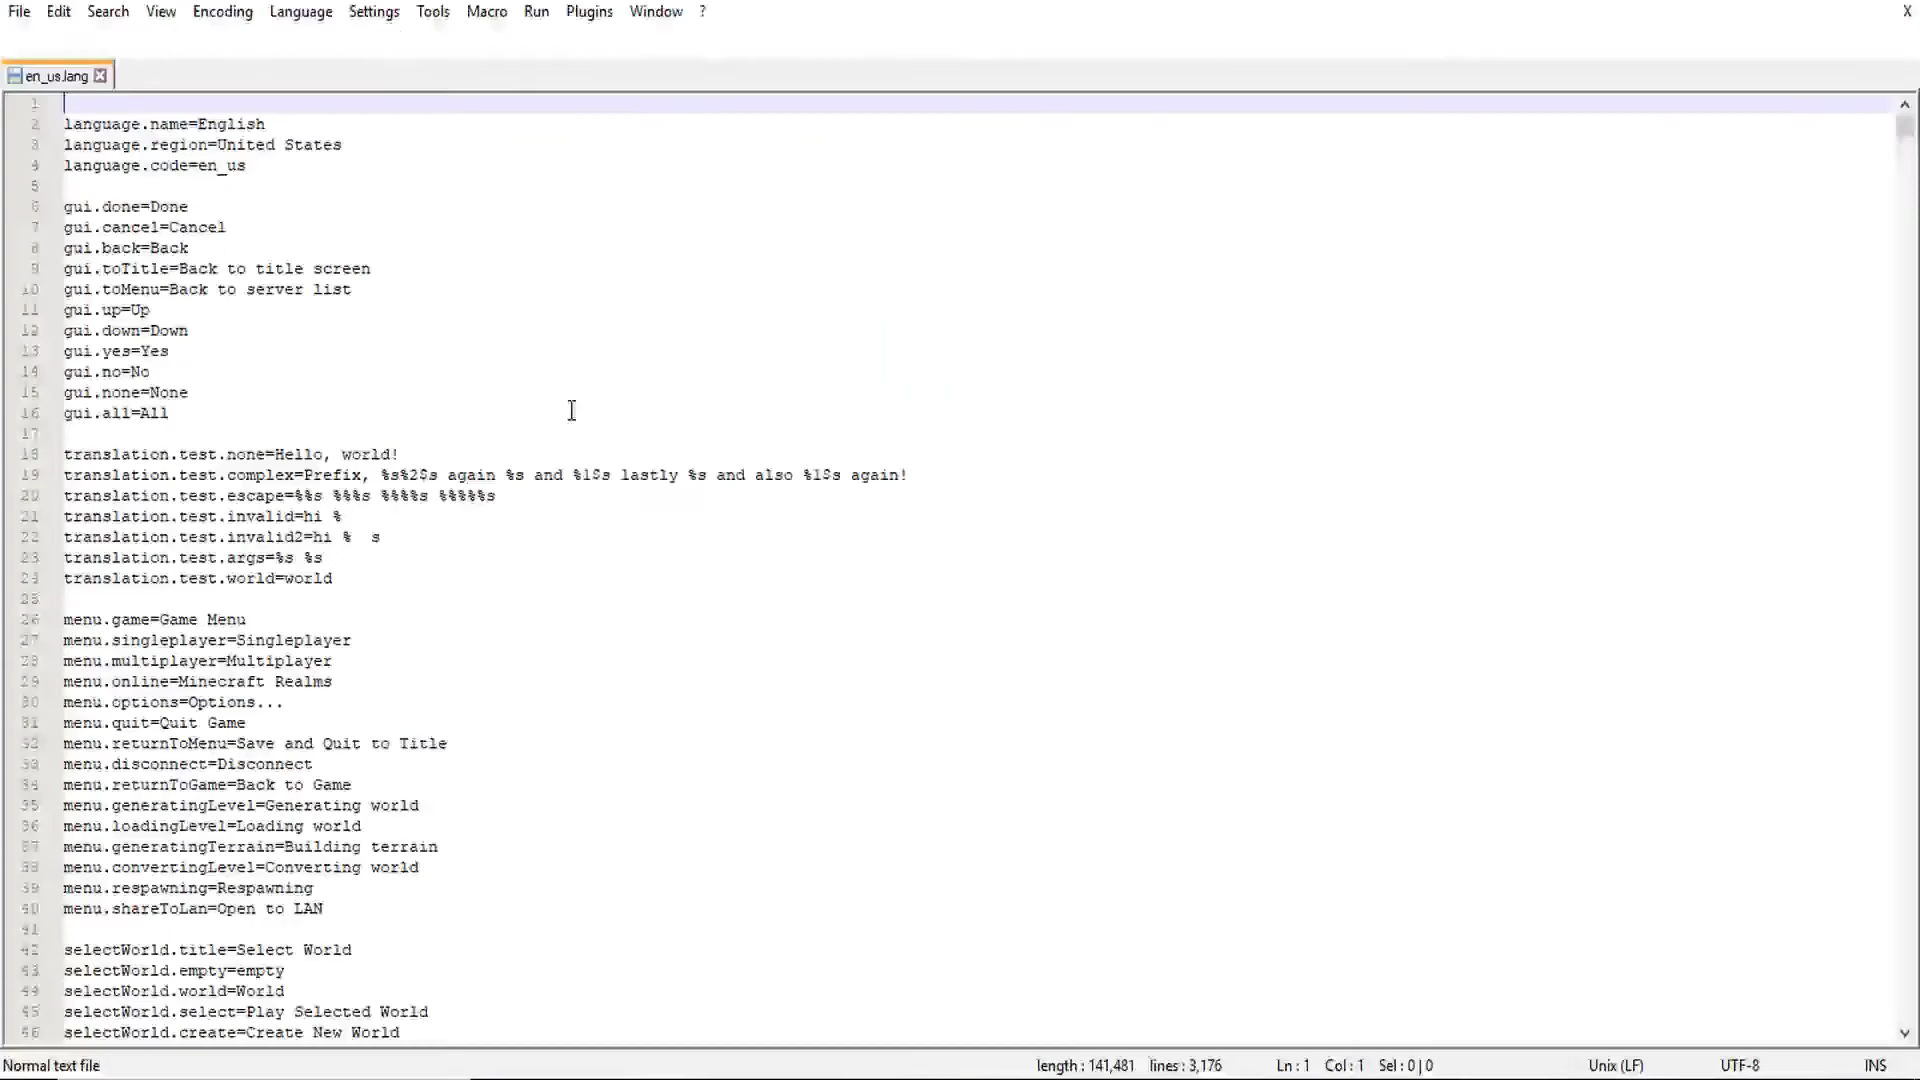 File Edit Search View Encoding Language Settings Tools Macro Run Plugins Window ? X
en_us.lang
1
2 language.name=English
3 language.region=United States
4 language.code=en_us
5
6 gui.done=Done
7 gui.cancel=Cancel
8 gui.back=Back
9 gui.toTitle=Back to title screen
10 gui.toMenu=Back to server list
11 gui.up=Up
12 gui.down=Down
13 gui.yes=Yes
14 gui.no=No
15 gui.none=None
16 gui.all=All
17
18 translation.test.none=Hello, world!
19 translation.test.complex=Prefix, %s%2$s again %s and %1$s lastly %s and also %1$s again!
20 translation.test.escape=%%s %%%s %%%%s %%%%%s
21 translation.test.invalid=hi %
22 translation.test.invalid2=hi %  s
23 translation.test.args=%s %s
24 translation.test.world=world
25
26 menu.game=Game Menu
27 menu.singleplayer=Singleplayer
28 menu.multiplayer=Multiplayer
29 menu.online=Minecraft Realms
30 menu.options=Options...
31 menu.quit=Quit Game
32 menu.returnToMenu=Save and Quit to Title
33 menu.disconnect=Disconnect
34 menu.returnToGame=Back to Game
35 menu.generatingLevel=Generating world
36 menu.loadingLevel=Loading world
37 menu.generatingTerrain=Building terrain
38 menu.convertingLevel=Converting world
39 menu.respawning=Respawning
40 menu.shareToLan=Open to LAN
41
42 selectWorld.title=Select World
43 selectWorld.empty=empty
44 selectWorld.world=World
45 selectWorld.select=Play Selected World
46 selectWorld.create=Create New World
Normal text file length : 141,481 lines : 3,176 Ln : 1 Col : 1 Sel : 0 | 0 Unix (LF) UTF-8 INS